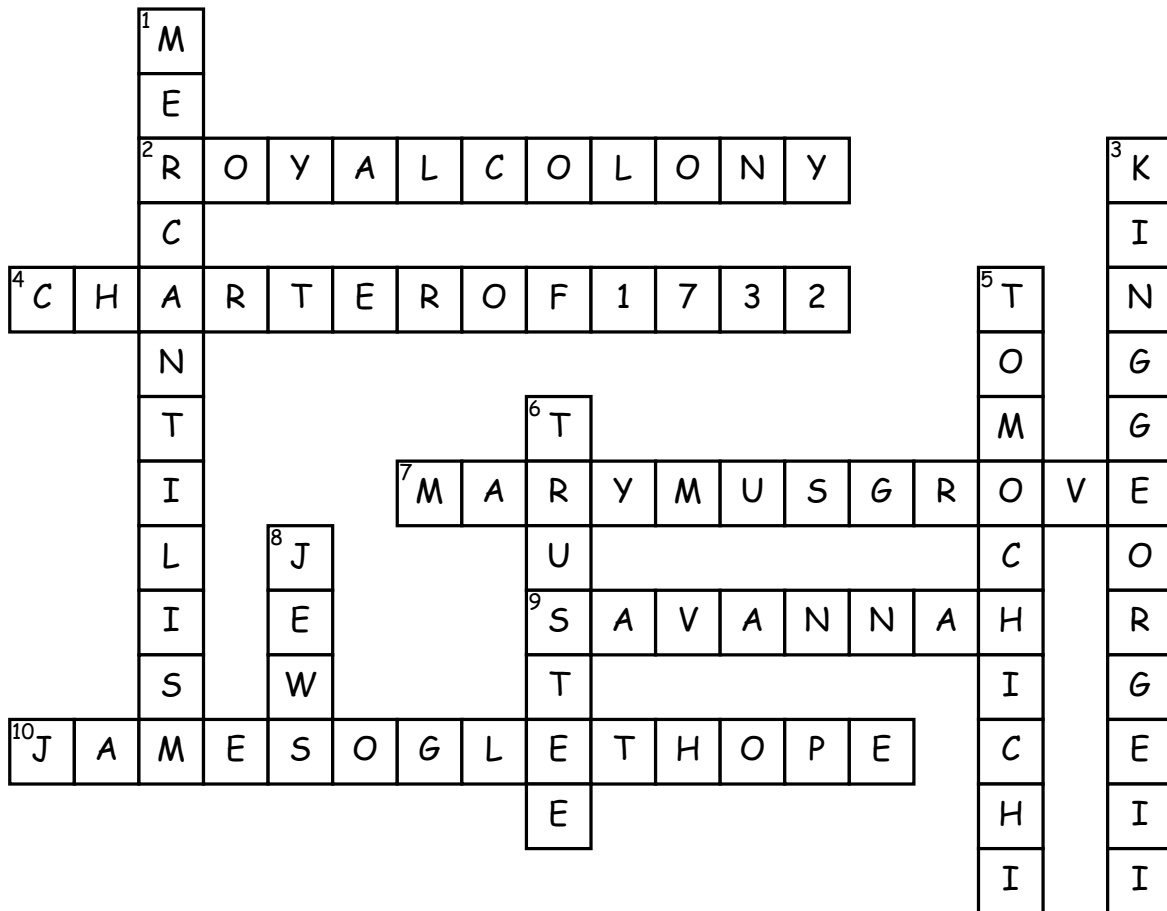 1 M
E
2 R O Y A L C O L O N Y 3 K
C I
4 C H A R T E R O F 1 7 3 2 5 T N
N O G
T 6 T M G
I 7 M A R Y M U S G R O V E
L 8 J U C O
I E 9 S A V A N N A H R
S W T I G
10 J A M E S O G L E T H O P E C E
E H I
I I